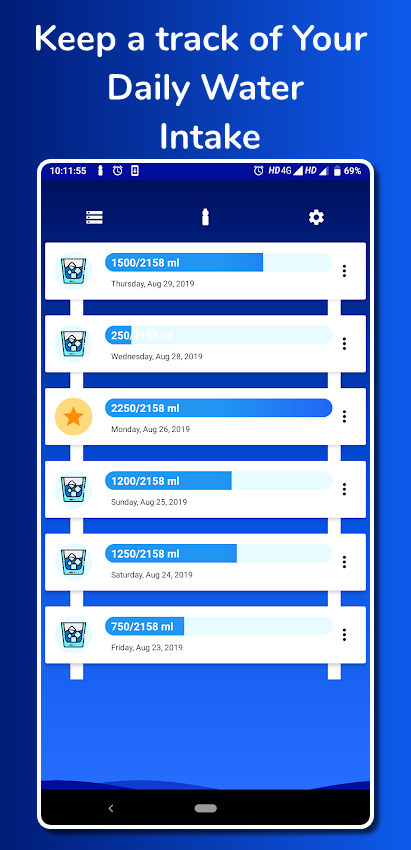 Keep a track of Your
Daily Water
Intake
10:11:55 HD 4G HD 69%
1500/2158 ml
Thursday, Aug 29, 2019
250/2158 ml
Wednesday, Aug 28, 2019
2250/2158 ml
Monday, Aug 26, 2019
1200/2158 ml
Sunday, Aug 25, 2019
1250/2158 ml
Saturday, Aug 24, 2019
750/2158 ml
Friday, Aug 23, 2019